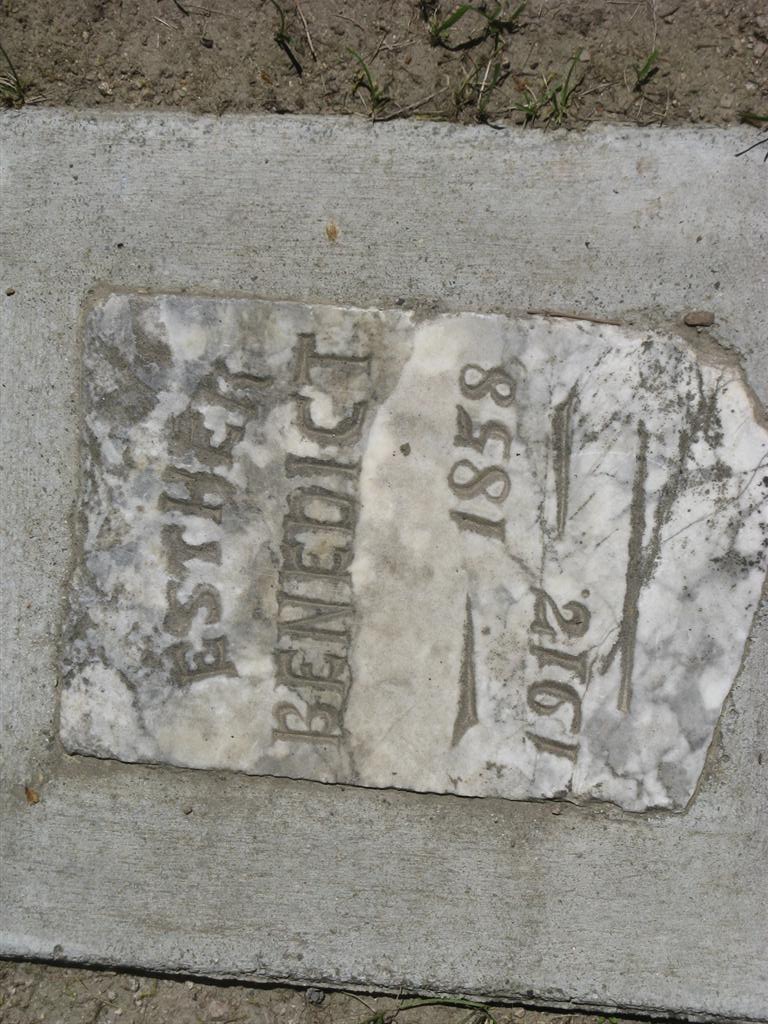 ESTHER
BENEDICT
1858
1912.